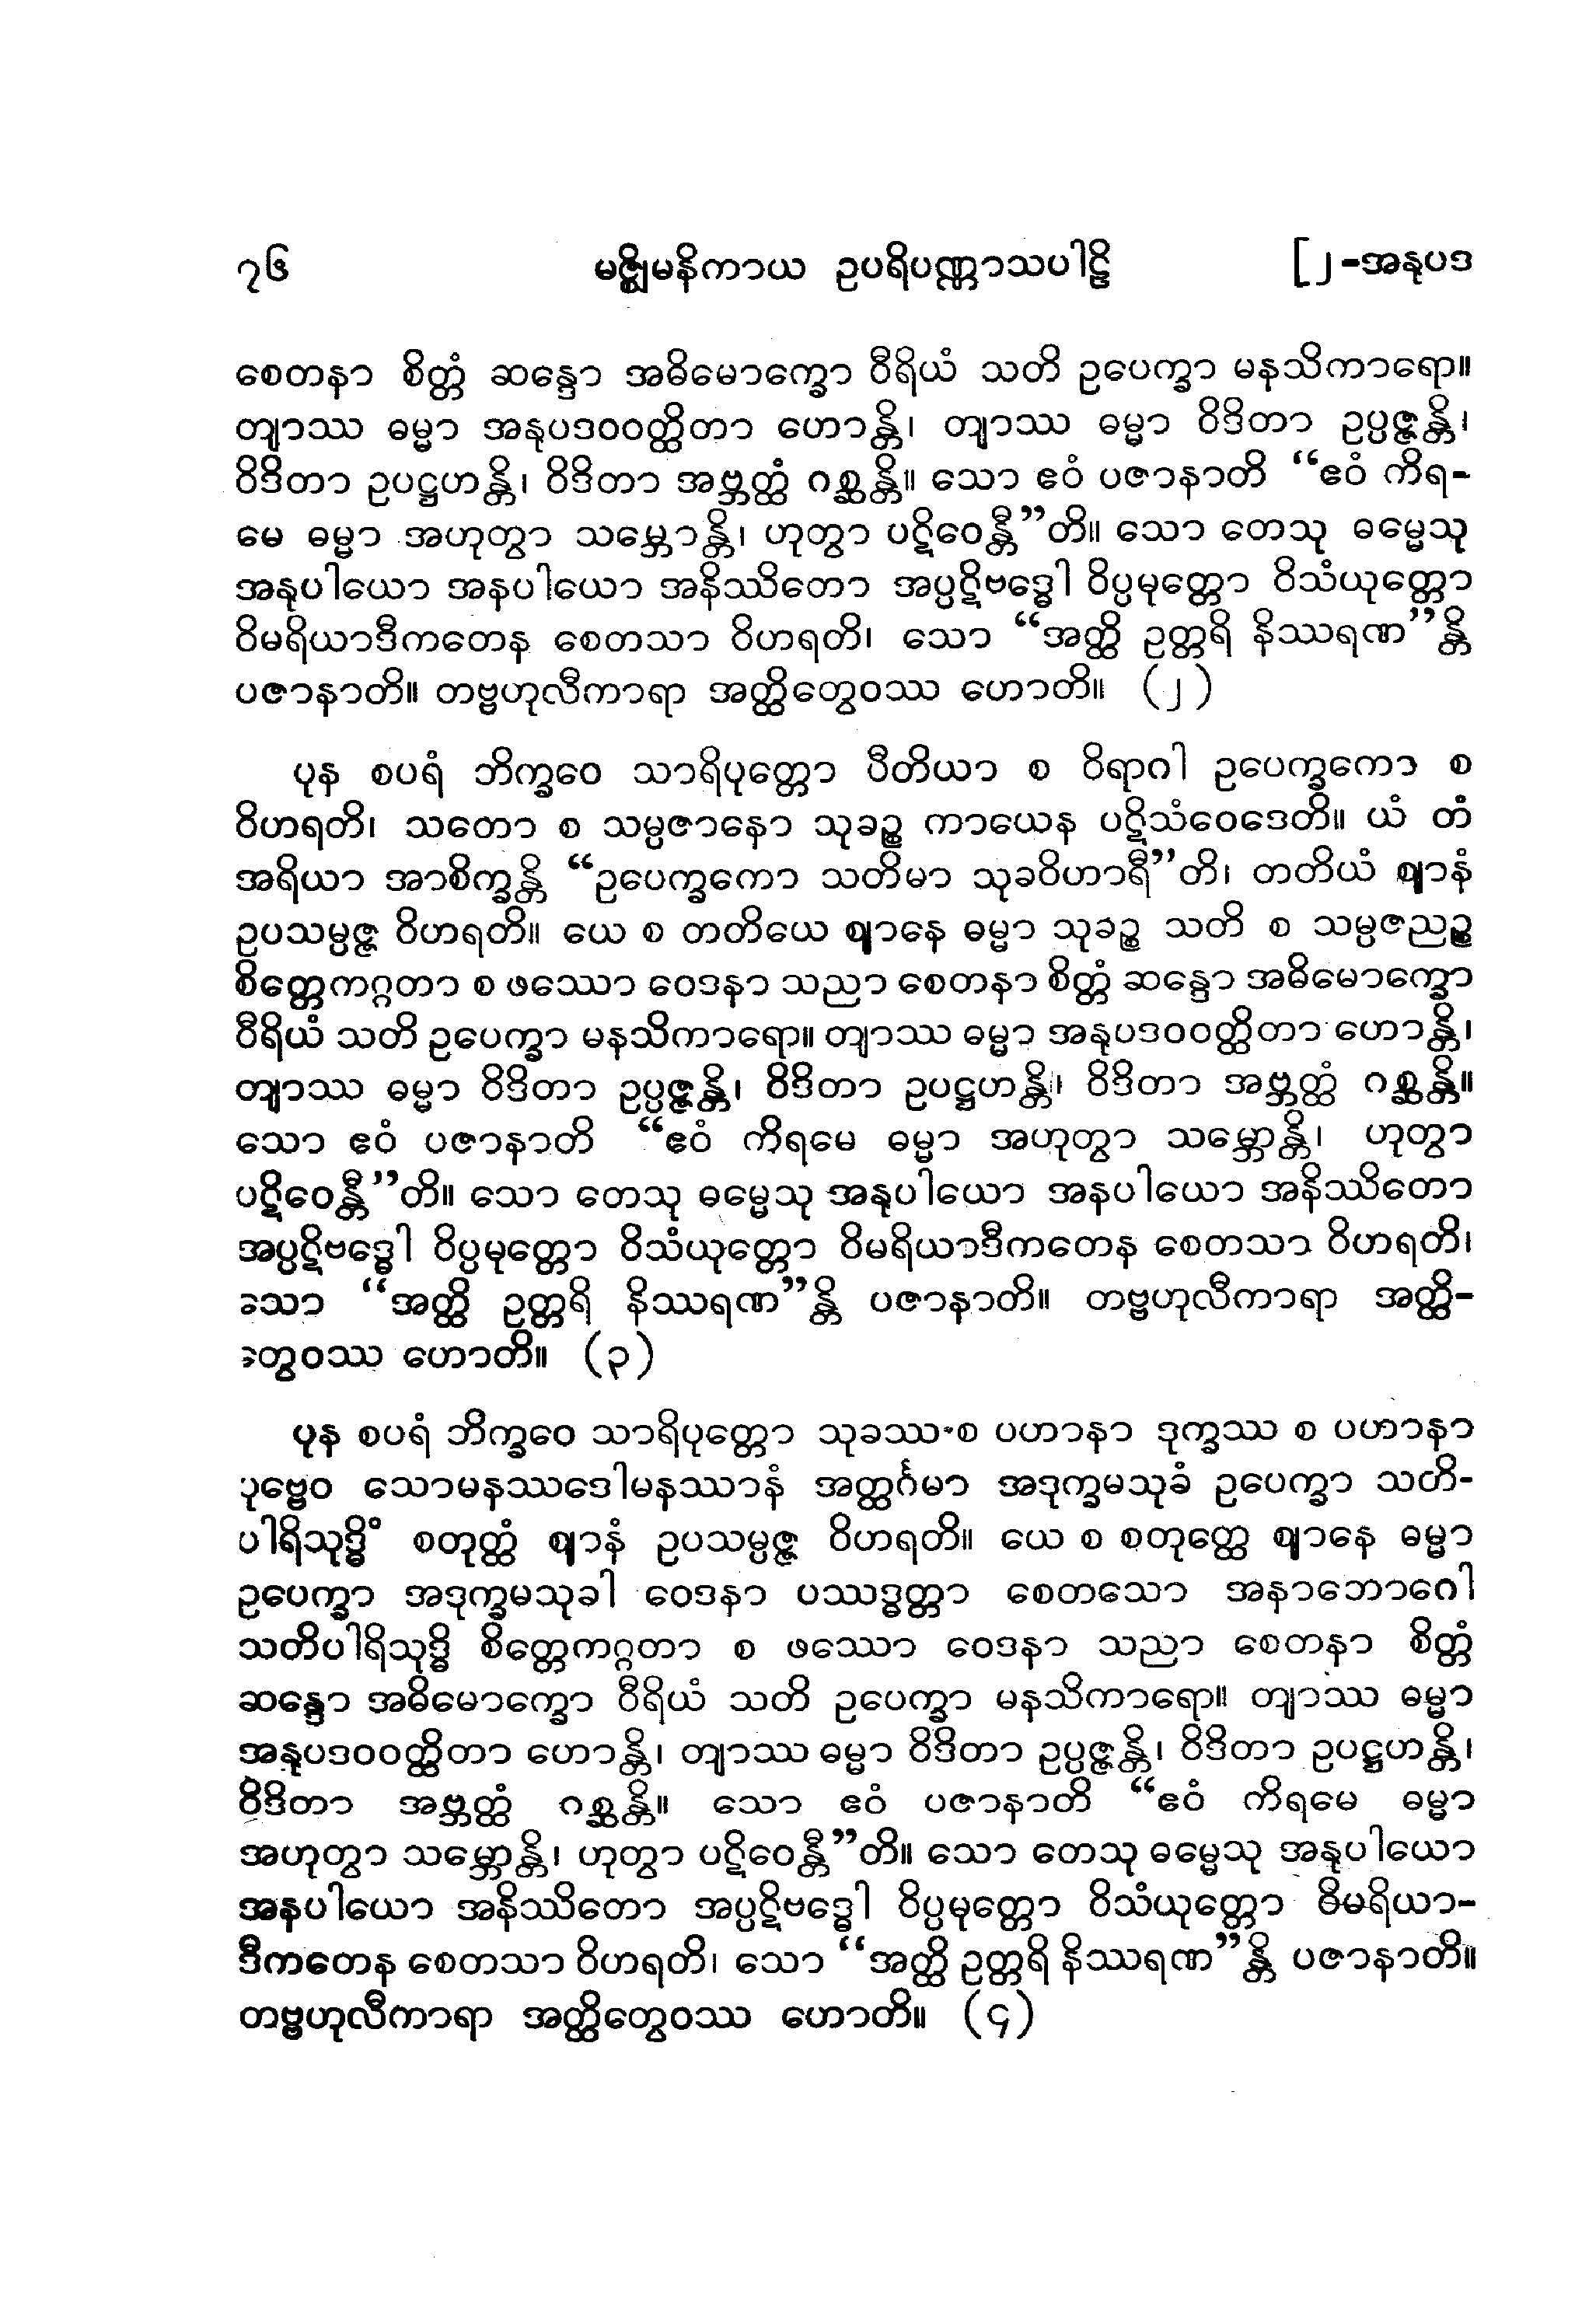 ၇၆ မဇ္ဈိမနိကာယ ဥပရိပဏ္ဏာသပါဠိ [၂-အနုပဒ
စေတနာ စိတ္တံ ဆန္ဒော အဓိမောက္ခော ဝီရိယံ သတိ ဥပေက္ခာ မနသိကာရော။
တျာဿ ဓမ္မာ အနုပဒဝဝတ္ထိတာ ဟောန္တိ၊ တျာဿ ဓမ္မာ ဝိဒိတာ ဥပ္ပဇ္ဇန္တိ၊
ဝိဒိတာ ဥပဋ္ဌဟန္တိ၊ ဝိဒိတာ အဗ္ဘတ္ထံ ဂစ္ဆန္တိ။ သော ဧဝံ ပဇာနာတိ “ဧဝံ ကိရ-
မေ ဓမ္မာ အဟုတွာ သမ္ဘောန္တိ၊ ဟုတွာ ပဋိဝေန္တီ”တိ။ သော တေသု ဓမ္မေသု
အနုပါယော အနပါယော အနိဿိတော အပ္ပဋိဗဒ္ဓေါ ဝိပ္ပမုတ္တော ဝိသံယုတ္တော
ဝိမရိယာဒီကတေန စေတသာ ဝိဟရတိ၊ သော “အတ္ထိ ဥတ္တရိ နိဿရဏ”န္တိ
ပဇာနာတိ။ တဗ္ဗဟုလီကာရာ အတ္ထိတွေဝဿ ဟောတိ။ (၂)
ပုန စပရံ ဘိက္ခဝေ သာရိပုတ္တော ပီတိယာ စ ဝိရာဂါ ဥပေက္ခကော စ
ဝိဟရတိ၊ သတော စ သမ္ပဇာနော သုခဉ္စ ကာယေန ပဋိသံဝေဒေတိ။ ယံ တံ
အရိယာ အာစိက္ခန္တိ “ဥပေက္ခကော သတိမာ သုခဝိဟာရီ”တိ၊ တတိယံ ဈာနံ
ဥပသမ္ပဇ္ဇ ဝိဟရတိ။ ယေ စ တတိယေ ဈာနေ ဓမ္မာ သုခဉ္စ သတိ စ သမ္ပဇညဉ္စ
စိတ္တေကဂ္ဂတာ စ ဖဿော ဝေဒနာ သညာ စေတနာ စိတ္တံ ဆန္ဒော အဓိမောက္ခော
ဝီရိယံ သတိ ဥပေက္ခာ မနသိကာရော။ တျာဿ ဓမ္မာ အနုပဒဝဝတ္ထိတာ ဟောန္တိ၊
တျာဿ ဓမ္မာ ဝိဒိတာ ဥပ္ပဇ္ဇန္တိ၊ ဝိဒိတာ ဥပဋ္ဌဟန္တိ၊ ဝိဒိတာ အဗ္ဘတ္ထံ ဂစ္ဆန္တိ။
သော ဧဝံ ပဇာနာတိ “ဧဝံ ကိရမေ ဓမ္မာ အဟုတွာ သမ္ဘောန္တိ၊ ဟုတွာ
ပဋိဝေန္တီ”တိ။ သော တေသု ဓမ္မေသု အနုပါယော အနပါယော အနိဿိတော
အပ္ပဋိဗဒ္ဓေါ ဝိပ္ပမုတ္တော ဝိသံယုတ္တော ဝိမရိယာဒီကတေန စေတသာ ဝိဟရတိ၊
သော “အတ္ထိ ဥတ္တရိ နိဿရဏ”န္တိ ပဇာနာတိ။ တဗ္ဗဟုလီကာရာ အတ္ထိ-
တွေဝဿ ဟောတိ။ (၃)
ပုန စပရံ ဘိက္ခဝေ သာရိပုတ္တော သုခဿ စ ပဟာနာ ဒုက္ခဿ စ ပဟာနာ
ပုဗ္ဗေဝ သောမနဿဒေါမနဿာနံ အတ္ထင်္ဂမာ အဒုက္ခမသုခံ ဥပေက္ခာ သတိ-
ပါရိသုဒ္ဓိံ စတုတ္ထံ ဈာနံ ဥပသမ္ပဇ္ဇ ဝိဟရတိ။ ယေ စ စတုတ္ထေ ဈာနေ ဓမ္မာ
ဥပေက္ခာ အဒုက္ခမသုခါ ဝေဒနာ ပဿဒ္ဓတ္တာ စေတသော အနာဘောဂေါ
သတိပါရိသုဒ္ဓိ စိတ္တေကဂ္ဂတာ စ ဖဿော ဝေဒနာ သညာ စေတနာ စိတ္တံ
ဆန္ဒော အဓိမောက္ခော ဝီရိယံ သတိ ဥပေက္ခာ မနသိကာရော။ တျာဿ ဓမ္မာ
အနုပဒဝဝတ္ထိတာ ဟောန္တိ၊ တျာဿ ဓမ္မာ ဝိဒိတာ ဥပ္ပဇ္ဇန္တိ၊ ဝိဒိတာ ဥပဋ္ဌဟန္တိ၊
ဝိဒိတာ အဗ္ဘတ္ထံ ဂစ္ဆန္တိ။ သော ဧဝံ ပဇာနာတိ “ဧဝံ ကိရမေ ဓမ္မာ
အဟုတွာ သမ္ဘောန္တိ၊ ဟုတွာ ပဋိဝေန္တီ”တိ။ သော တေသု ဓမ္မေသု အနုပါယော
အနပါယော အနိဿိတော အပ္ပဋိဗဒ္ဓေါ ဝိပ္ပမုတ္တော ဝိသံယုတ္တော ဝိမရိယာ-
ဒီကတေန စေတသာ ဝိဟရတိ၊ သော “အတ္ထိ ဥတ္တရိ နိဿရဏ”န္တိ ပဇာနာတိ။
တဗ္ဗဟုလီကာရာ အတ္ထိတွေဝဿ ဟောတိ။ (၄)